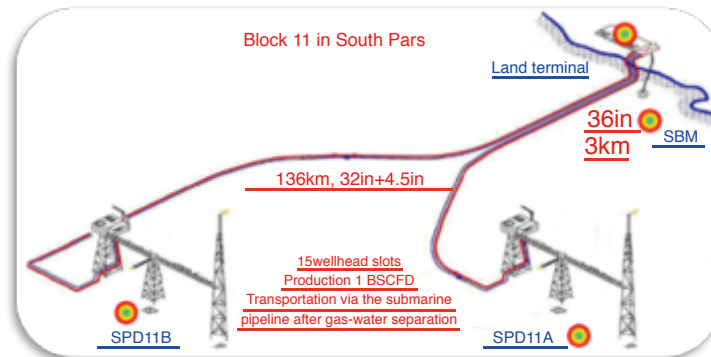 Block 11 in South Pars
Land terminal
36in
3km
SBM
136km, 32in+4.5in
15wellhead slots
Production 1 BSCFD
Transportation via the submarine
pipeline after gas-water separation
SPD11B
SPD11A